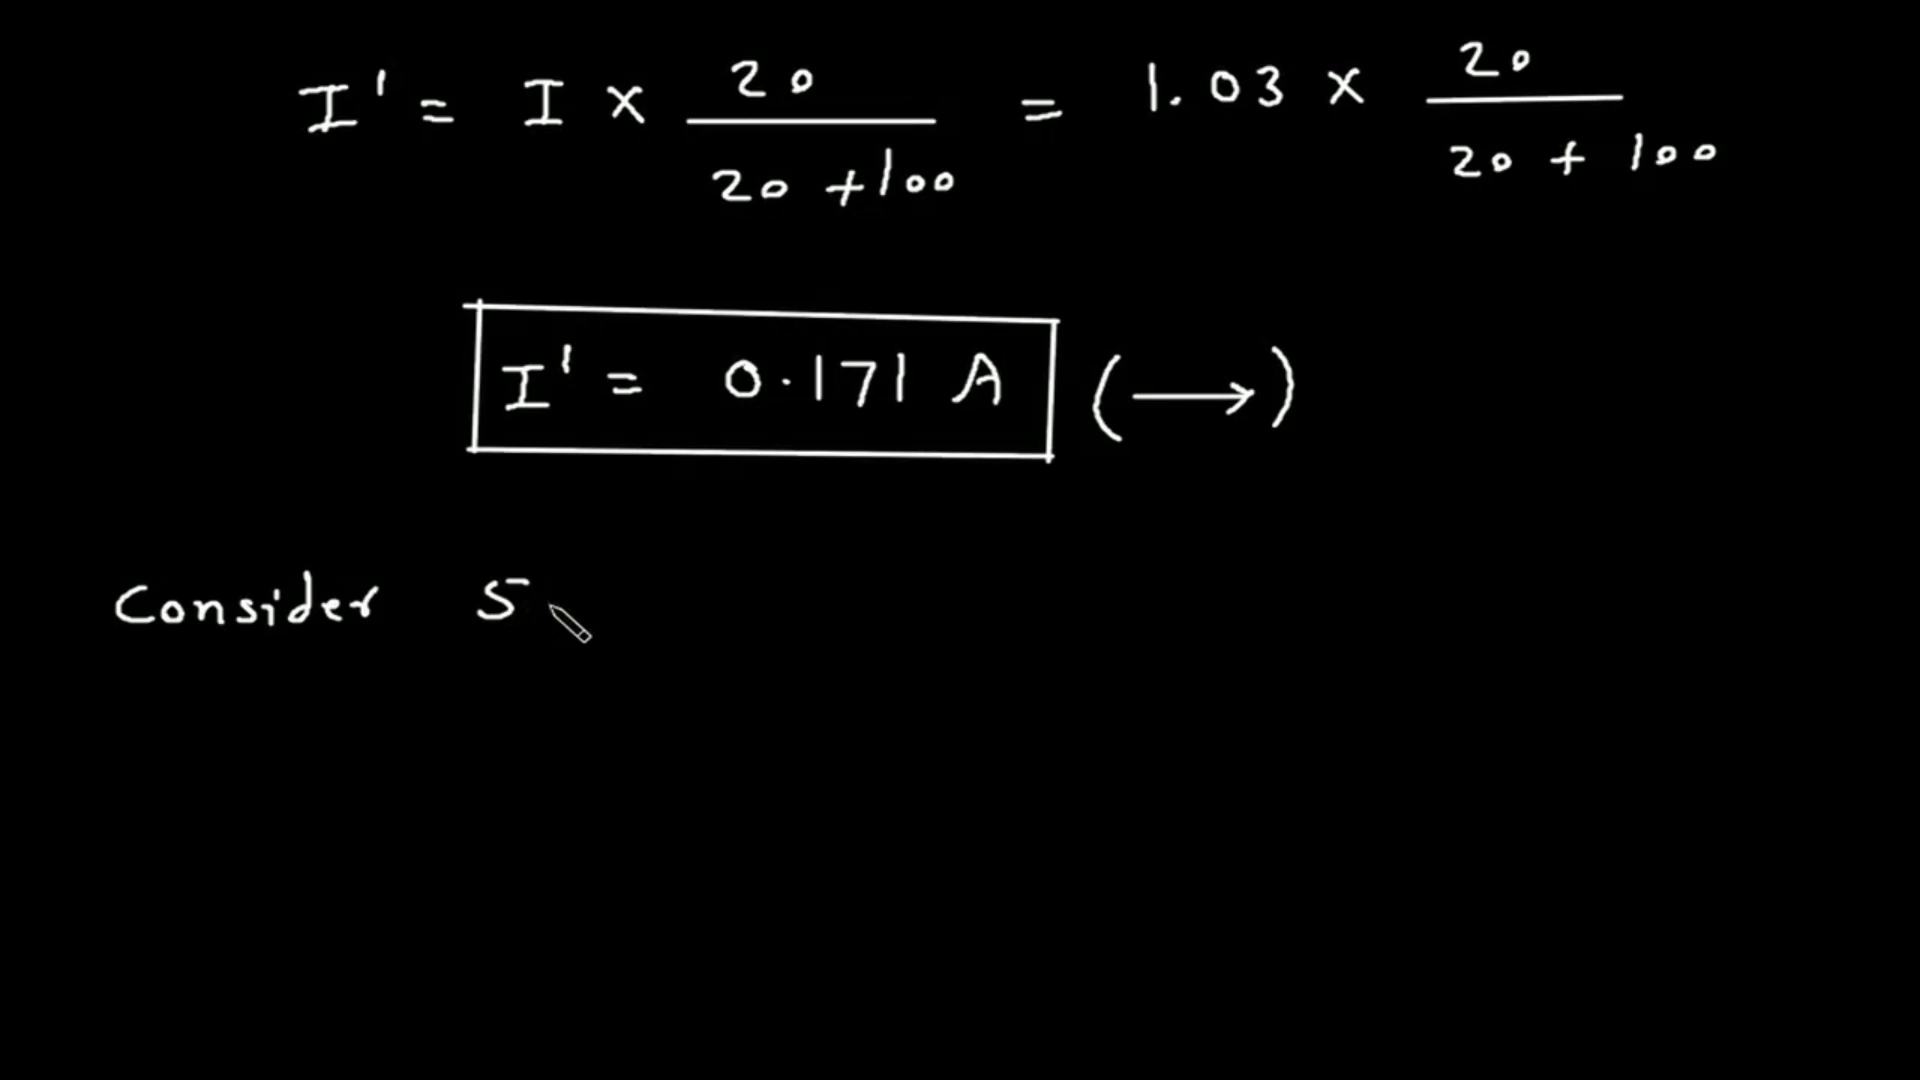 I' = I × 20 / 20 + 100 = 1.03 × 20 / 20 + 100
I' = 0.171 A (→)
Consider 5